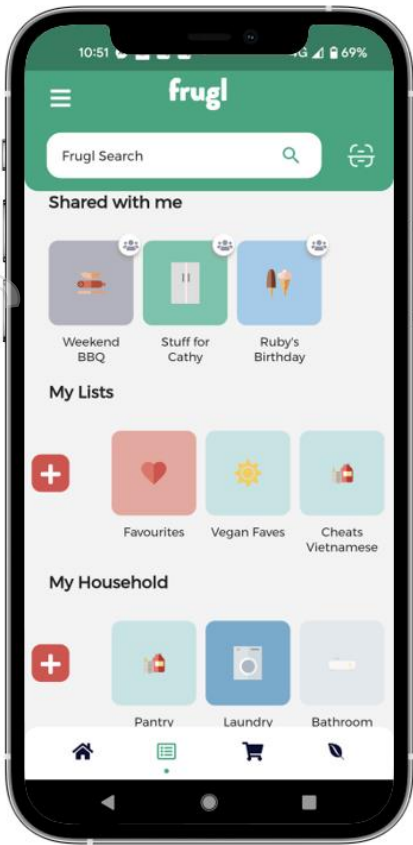 10:51
4G 69%
frugl
Frugl Search
Shared with me
Weekend
BBQ
Stuff for
Cathy
Ruby's
Birthday
My Lists
Favourites
Vegan Faves
Cheats
Vietnamese
My Household
Pantry
Laundry
Bathroom